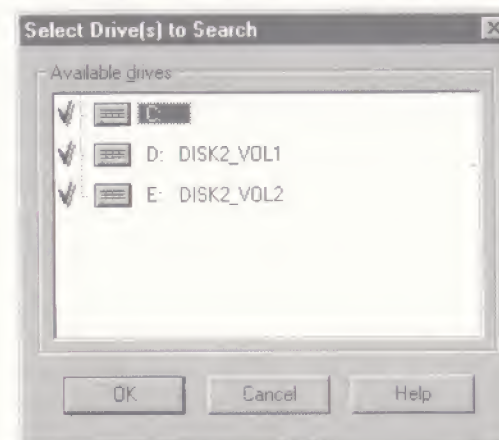 Select Drive(s) to Search
Available drives
C:
D: DISK2_VOL1
E: DISK2_VOL2
OK
Cancel
Help